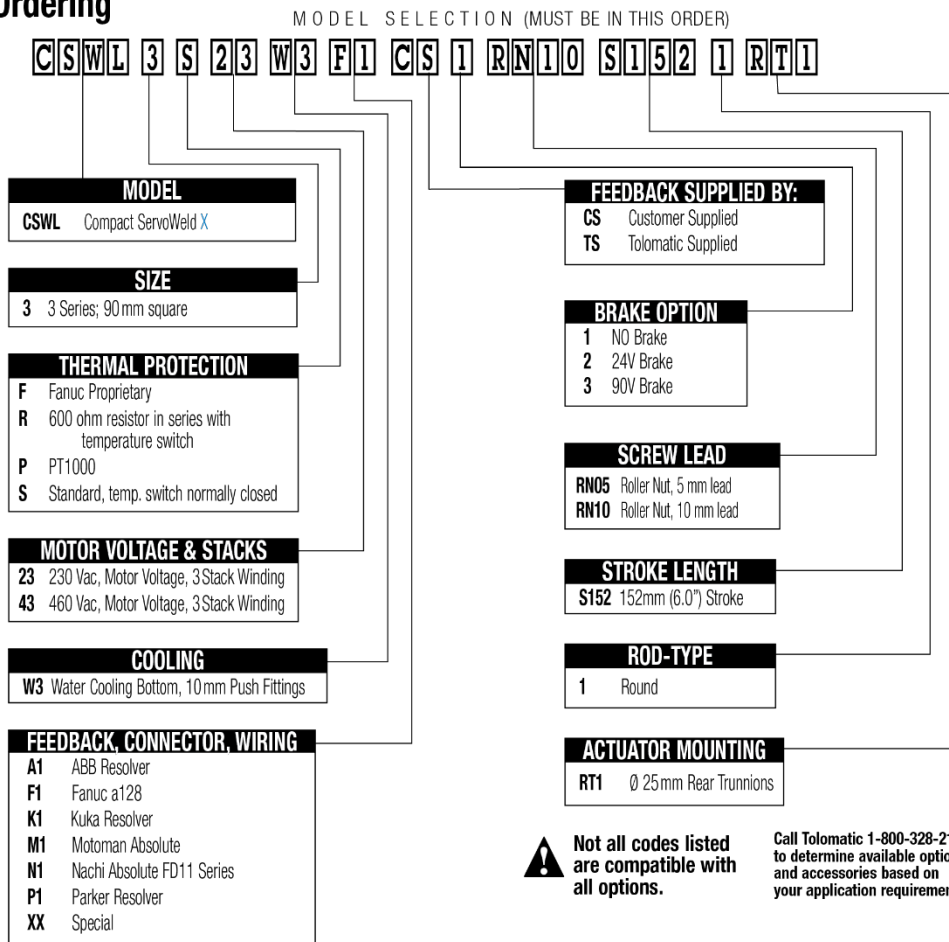 Ordering
MODEL SELECTION (MUST BE IN THIS ORDER)
CSWL 3 S 23 W3 F1 CS 1 RN10 S152 1 RT1
MODEL
CSWL Compact ServoWeld X
SIZE
3 3 Series; 90mm square
THERMAL PROTECTION
F Fanuc Proprietary
R 600 ohm resistor in series with
temperature switch
P PT1000
S Standard, temp. switch normally closed
MOTOR VOLTAGE & STACKS
23 230 Vac, Motor Voltage, 3 Stack Winding
43 460 Vac, Motor Voltage, 3 Stack Winding
COOLING
W3 Water Cooling Bottom, 10mm Push Fittings
FEEDBACK, CONNECTOR, WIRING
A1 ABB Resolver
F1 Fanuc a128
K1 Kuka Resolver
M1 Motoman Absolute
N1 Nachi Absolute FD11 Series
P1 Parker Resolver
XX Special
FEEDBACK SUPPLIED BY:
CS Customer Supplied
TS Tolomatic Supplied
BRAKE OPTION
1 NO Brake
2 24V Brake
3 90V Brake
SCREW LEAD
RN05 Roller Nut, 5 mm lead
RN10 Roller Nut, 10 mm lead
STROKE LENGTH
S152 152mm (6.0") Stroke
ROD-TYPE
1 Round
ACTUATOR MOUNTING
RT1 Ø 25mm Rear Trunnions
Not all codes listed
are compatible with
all options.
Call Tolomatic 1-800-328-2
to determine available
and accessories based on
your application